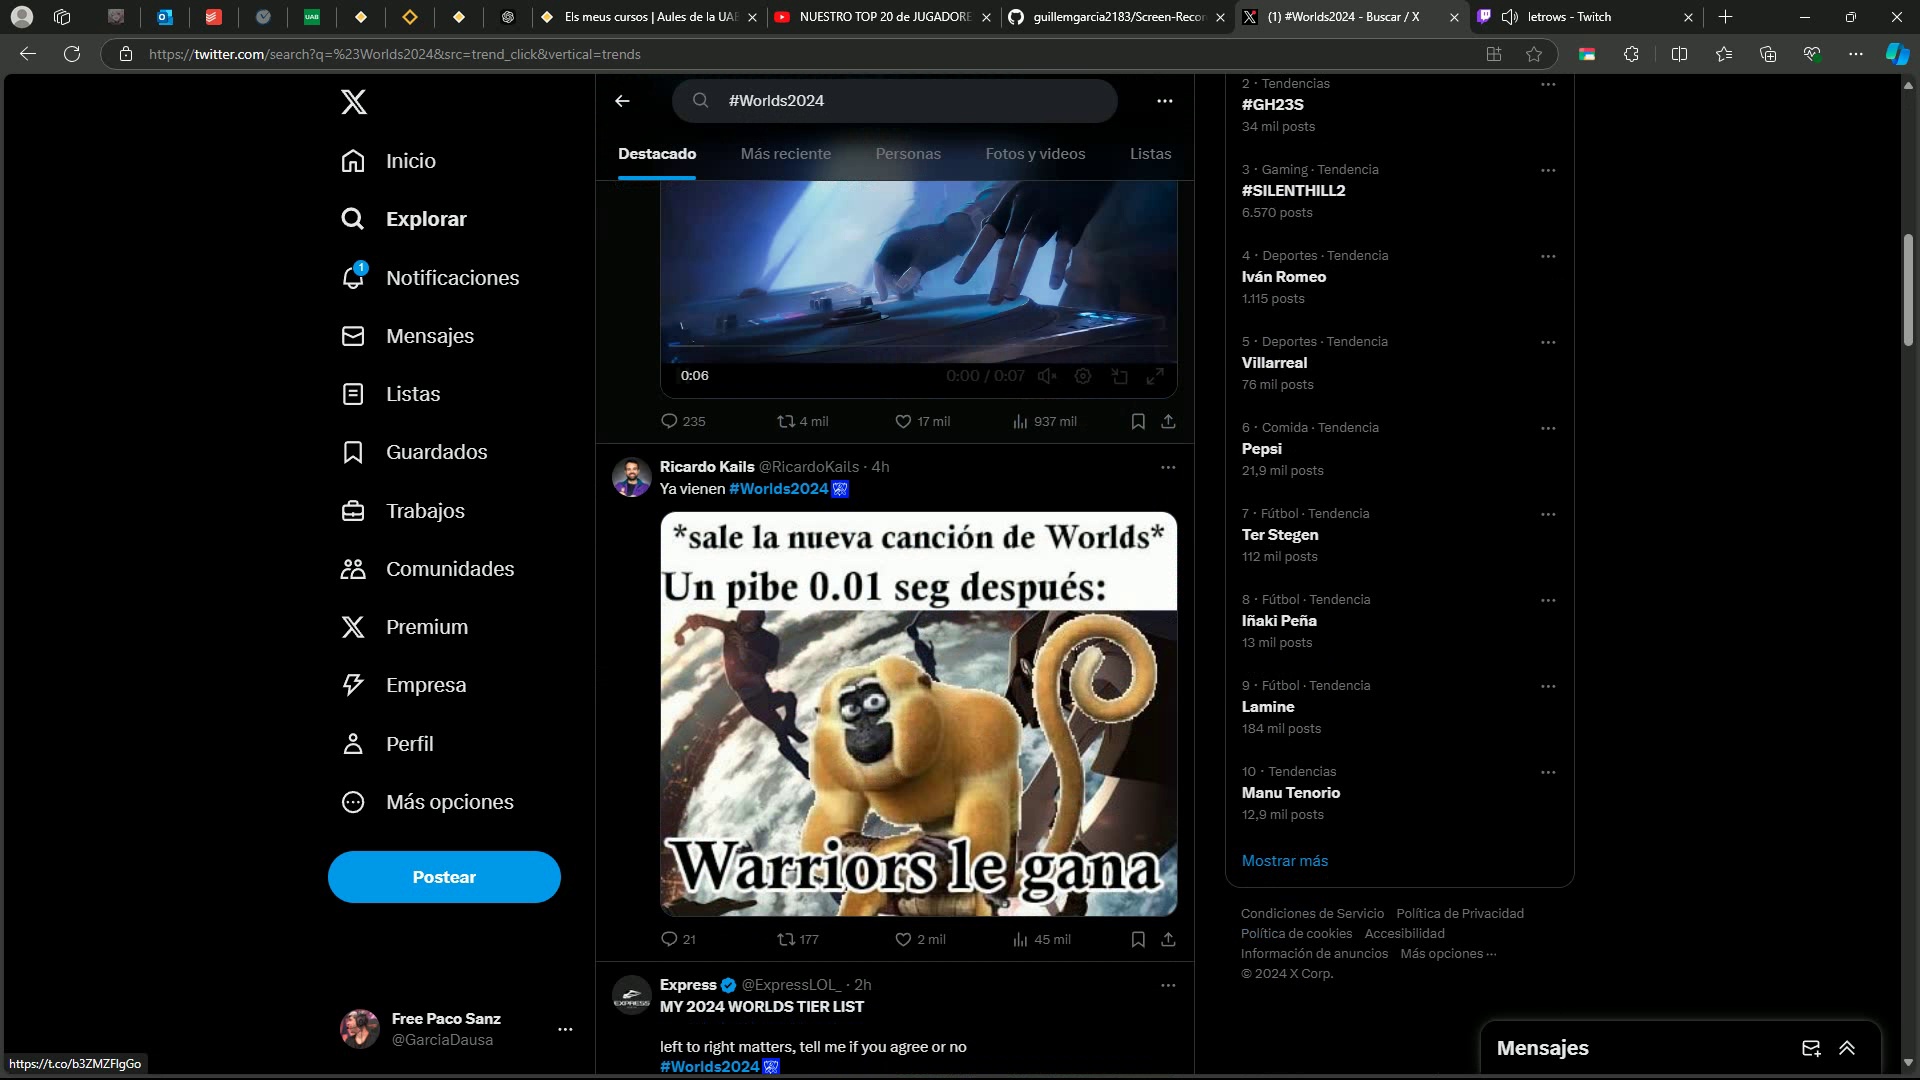 UAB
Els meus cursos | Aules de la UAB
NUESTRO TOP 20 de JUGADORE
guillemgarcia2183/Screen-Recor
(1) #Worlds2024 - Buscar / X
letrows - Twitch
https://twitter.com/search?q=%23Worlds2024&src=trend_click&vertical=trends
Inicio
Explorar
1
Notificaciones
Mensajes
Listas
Guardados
Trabajos
Comunidades
Premium
Empresa
Perfil
Más opciones
Postear
Free Paco Sanz
@GarciaDausa
https://t.co/b3ZMZFlgGo
#Worlds2024
Destacado
Más reciente
Personas
Fotos y videos
Listas
0:06
0:00 / 0:07
235
4 mil
17 mil
937 mil
Ricardo Kails @RicardoKails · 4h
Ya vienen #Worlds2024
*sale la nueva canción de Worlds*
Un pibe 0.01 seg después:
Warriors le gana
21
177
2 mil
45 mil
EXPRESS
Express @ExpressLOL_ · 2h
MY 2024 WORLDS TIER LIST
left to right matters, tell me if you agree or no
#Worlds2024
2 · Tendencias
#GH23S
34 mil posts
3 · Gaming · Tendencia
#SILENTHILL2
6.570 posts
4 · Deportes · Tendencia
Iván Romeo
1.115 posts
5 · Deportes · Tendencia
Villarreal
76 mil posts
6 · Comida · Tendencia
Pepsi
21,9 mil posts
7 · Fútbol · Tendencia
Ter Stegen
112 mil posts
8 · Fútbol · Tendencia
Iñaki Peña
13 mil posts
9 · Fútbol · Tendencia
Lamine
184 mil posts
10 · Tendencias
Manu Tenorio
12,9 mil posts
Mostrar más
Condiciones de Servicio Política de Privacidad
Política de cookies Accesibilidad
Información de anuncios Más opciones ···
© 2024 X Corp.
Mensajes